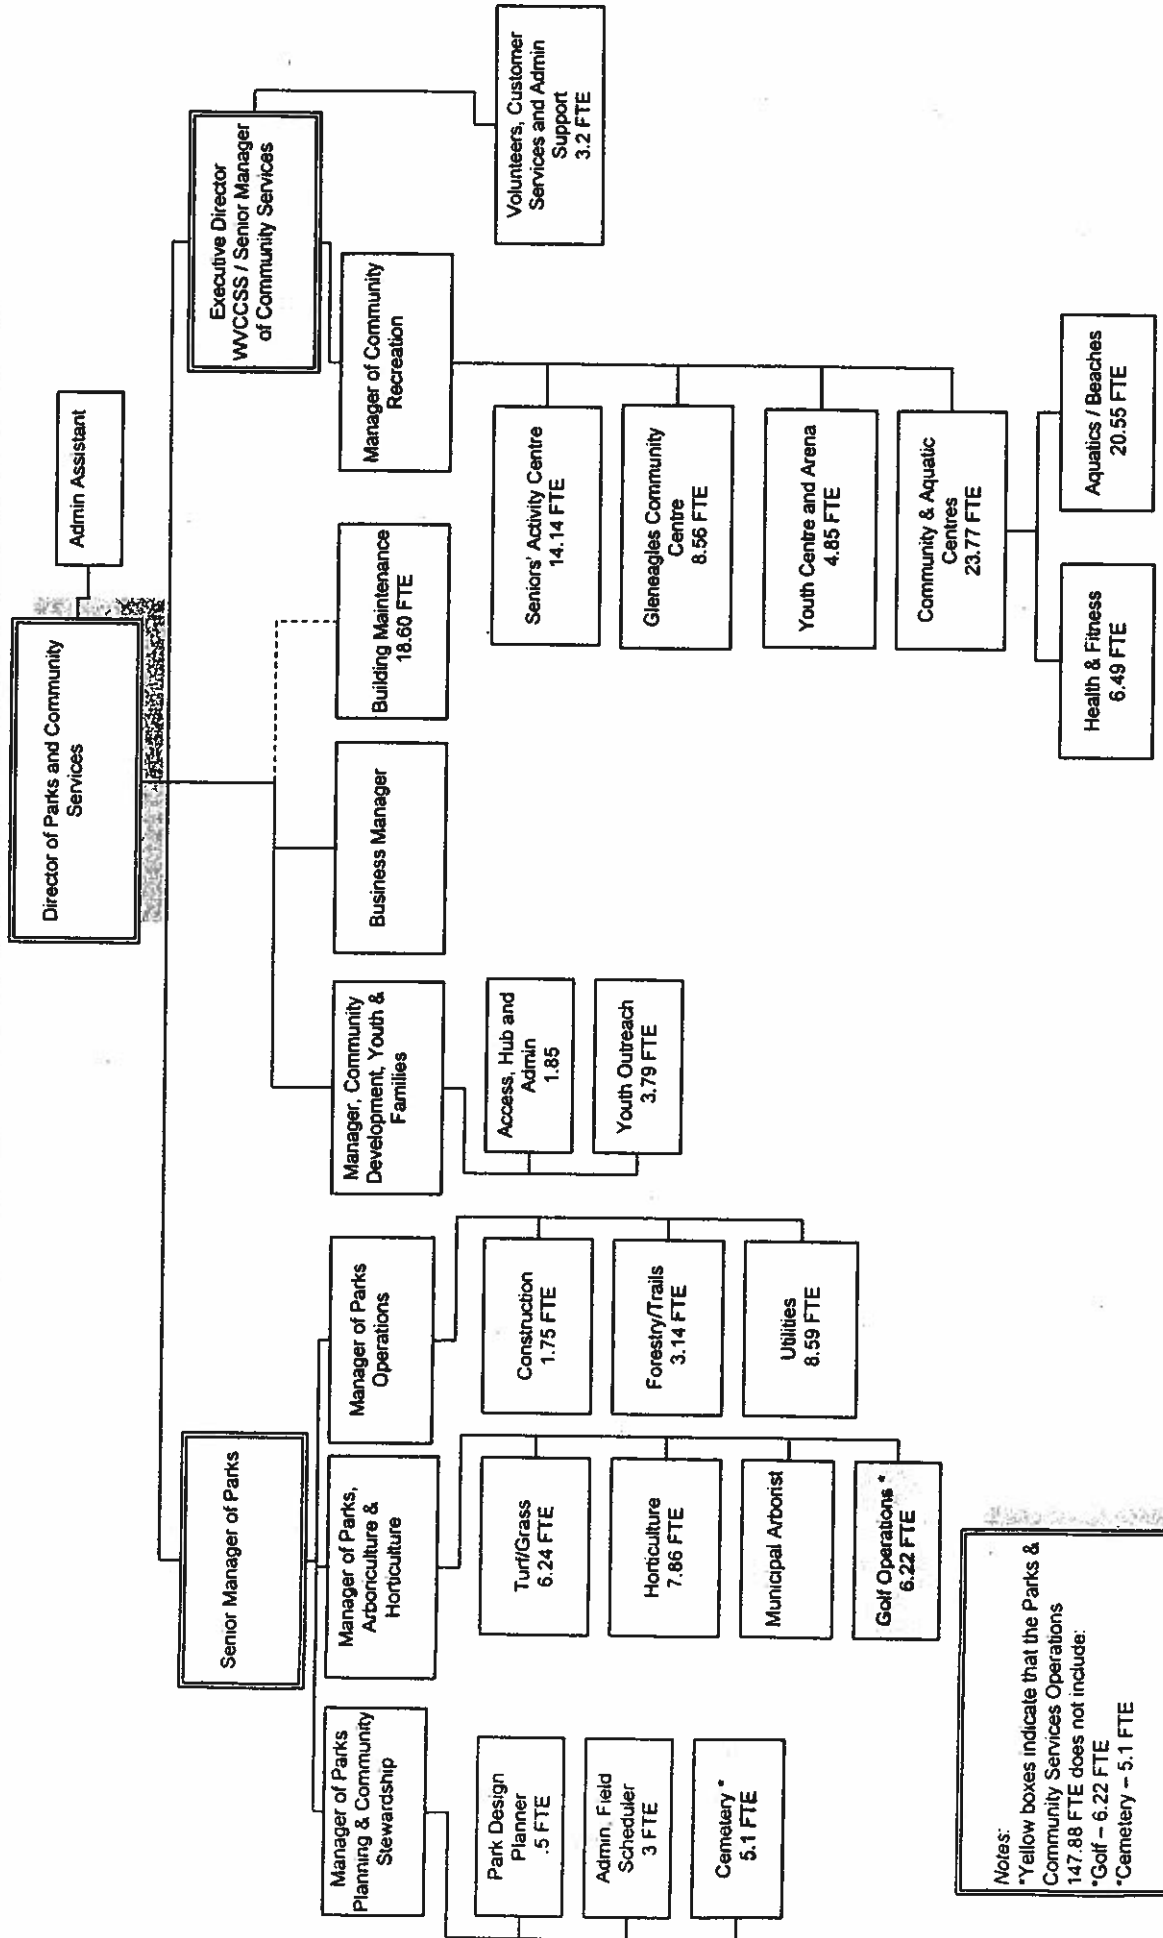 Director of Parks and Community
Services
Admin Assistant
Senior Manager of Parks
Executive Director
WVCCSS / Senior Manager
of Community Services
Manager of Parks
Planning & Community
Stewardship
Manager of Parks,
Arboriculture &
Horticulture
Manager of Parks
Operations
Manager, Community
Development, Youth &
Families
Business Manager
Building Maintenance
18.60 FTE
Manager of Community
Recreation
Volunteers, Customer
Services and Admin
Support
3.2 FTE
Park Design
Planner
.5 FTE
Admin, Field
Scheduler
3 FTE
Cemetery *
5.1 FTE
Turf/Grass
6.24 FTE
Horticulture
7.86 FTE
Municipal Arborist
Golf Operations *
6.22 FTE
Construction
1.75 FTE
Forestry/Trails
3.14 FTE
Utilities
8.59 FTE
Access, Hub and
Admin
1.85
Youth Outreach
3.79 FTE
Seniors' Activity Centre
14.14 FTE
Gleneagles Community
Centre
8.56 FTE
Youth Centre and Arena
4.85 FTE
Community & Aquatic
Centres
23.77 FTE
Health & Fitness
6.49 FTE
Aquatics / Beaches
20.55 FTE
Notes:
*Yellow boxes indicate that the Parks &
Community Services Operations
147.88 FTE does not include:
*Golf – 6.22 FTE
*Cemetery – 5.1 FTE